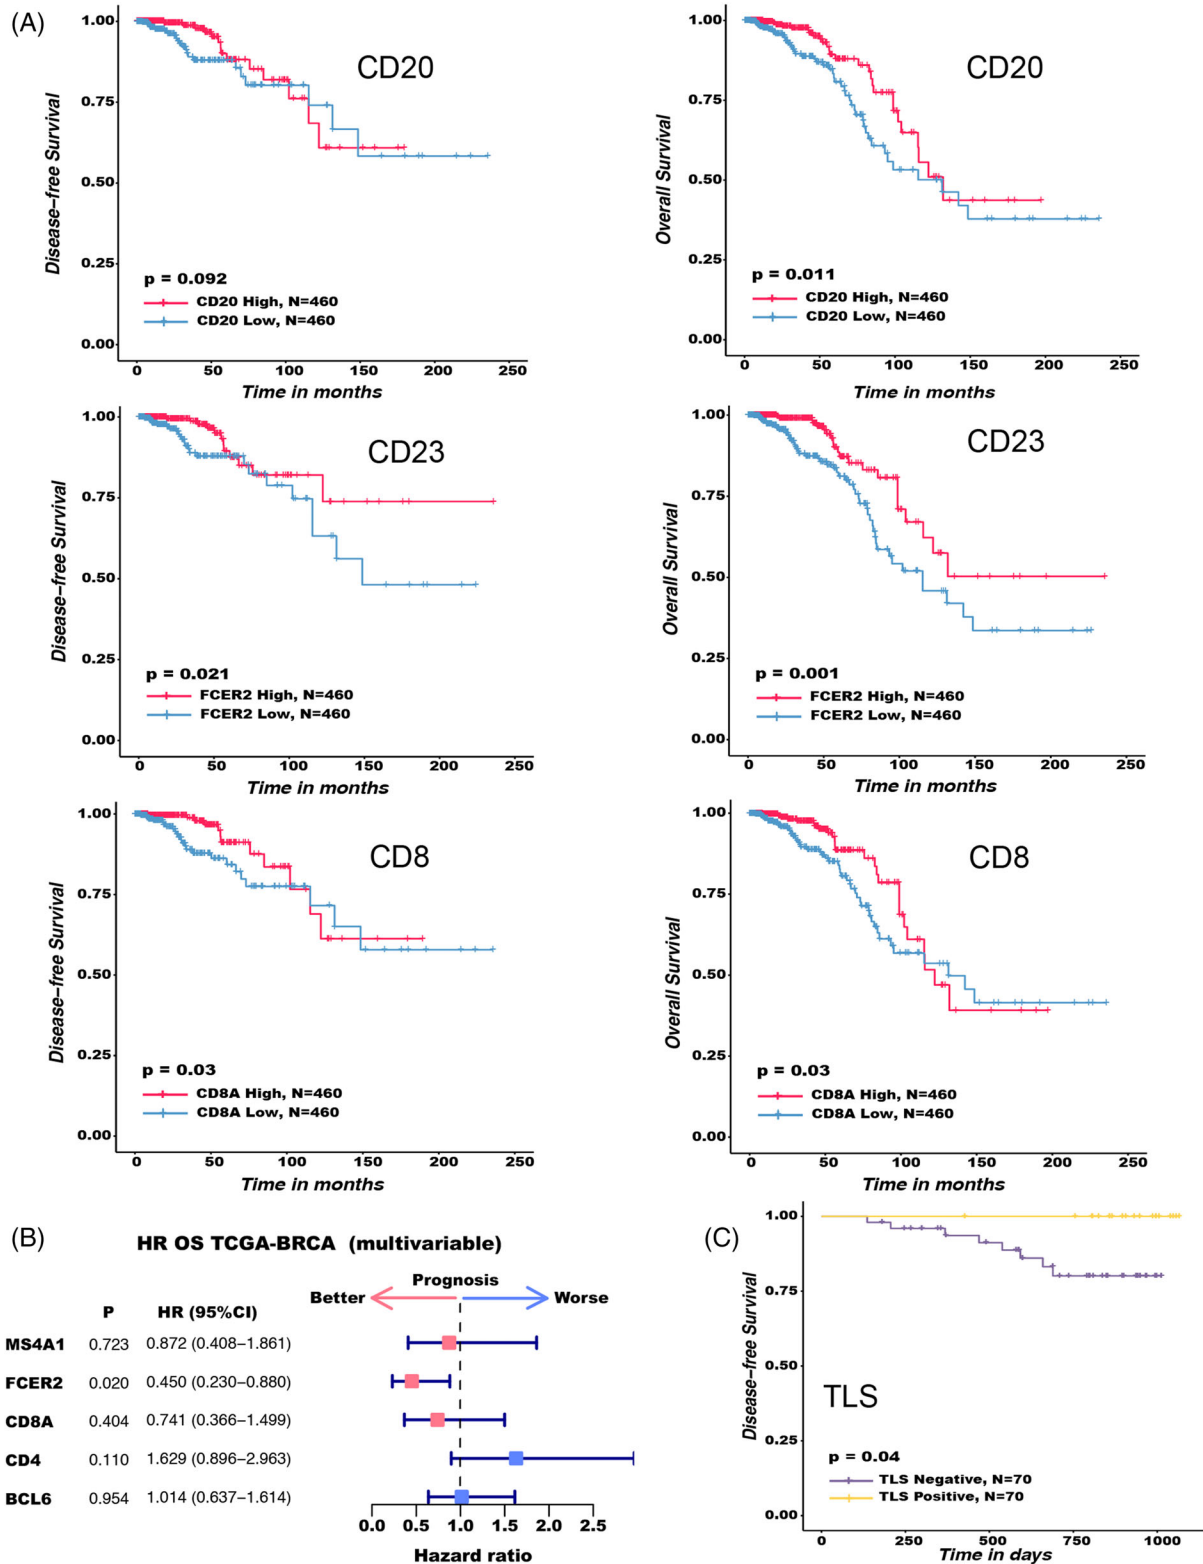 (A)
CD20
Disease-free Survival
1.00
0.75
0.50
0.25
0.00
p = 0.092
CD20 High, N=460
CD20 Low, N=460
0 50 100 150 200 250
Time in months
CD20
Overall Survival
1.00
0.75
0.50
0.25
0.00
p = 0.011
CD20 High, N=460
CD20 Low, N=460
0 50 100 150 200 250
Time in months
CD23
Disease-free Survival
1.00
0.75
0.50
0.25
0.00
p = 0.021
FCER2 High, N=460
FCER2 Low, N=460
0 50 100 150 200 250
Time in months
CD23
Overall Survival
1.00
0.75
0.50
0.25
0.00
p = 0.001
FCER2 High, N=460
FCER2 Low, N=460
0 50 100 150 200 250
Time in months
CD8
Disease-free Survival
1.00
0.75
0.50
0.25
0.00
p = 0.03
CD8A High, N=460
CD8A Low, N=460
0 50 100 150 200 250
Time in months
CD8
Overall Survival
1.00
0.75
0.50
0.25
0.00
p = 0.03
CD8A High, N=460
CD8A Low, N=460
0 50 100 150 200 250
Time in months
(B)
HR OS TCGA-BRCA (multivariable)
Prognosis
Better Worse
P HR (95%CI)
MS4A1 0.723 0.872 (0.408–1.861)
FCER2 0.020 0.450 (0.230–0.880)
CD8A 0.404 0.741 (0.366–1.499)
CD4 0.110 1.629 (0.896–2.963)
BCL6 0.954 1.014 (0.637–1.614)
0.0 0.5 1.0 1.5 2.0 2.5
Hazard ratio
(C)
Disease-free Survival
1.00
0.75
0.50
0.25
0.00
TLS
p = 0.04
TLS Negative, N=70
TLS Positive, N=70
0 250 500 750 1000
Time in days